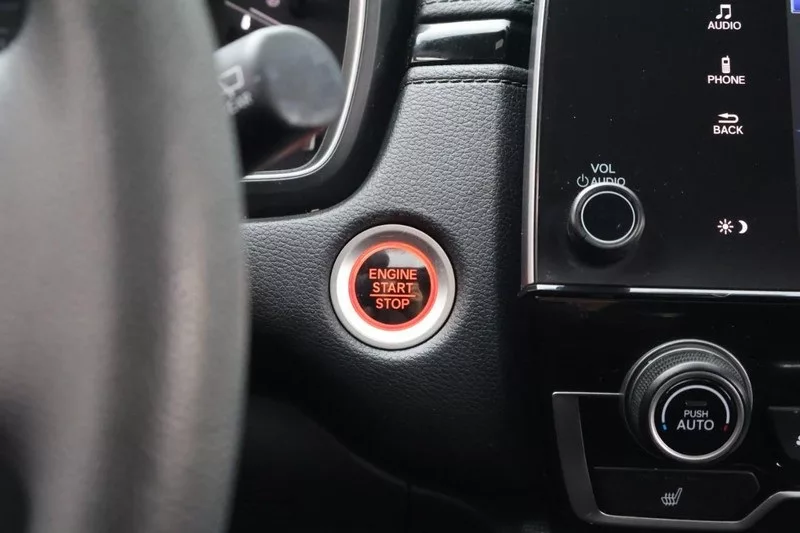 AUDIO
PHONE
BACK
VOL
AUDIO
ENGINE
START
STOP
PUSH
AUTO